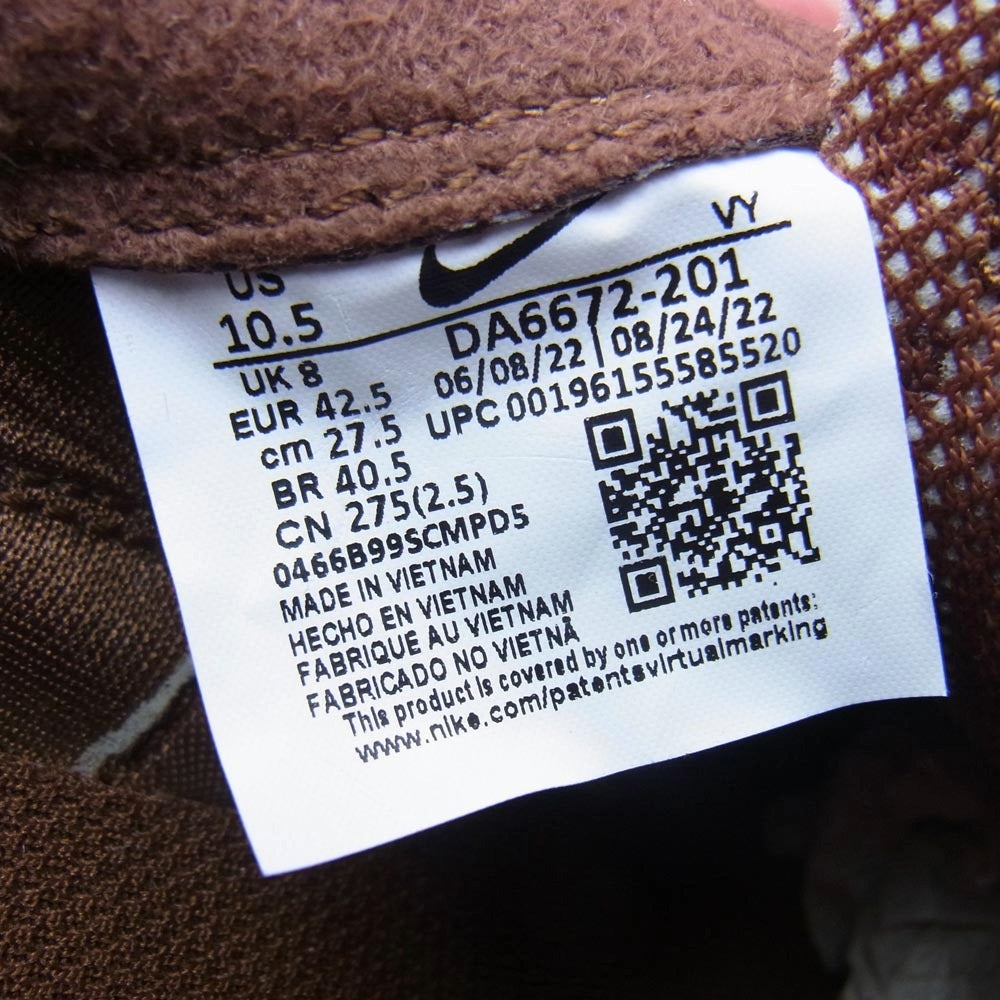 US VY
10.5 DA6672-201
UK 8 06/08/22 | 08/24/22
EUR 42.5 UPC 00196155585520
cm 27.5
BR 40.5
CN 275(2.5)
0466B99SCMPD5
MADE IN VIETNAM
HECHO EN VIETNAM
FABRIQUE AU VIETNAM
FABRICADO NO VIETNÃ
This product is covered by one or more patents:
www.nike.com/patentsvirtualmarking